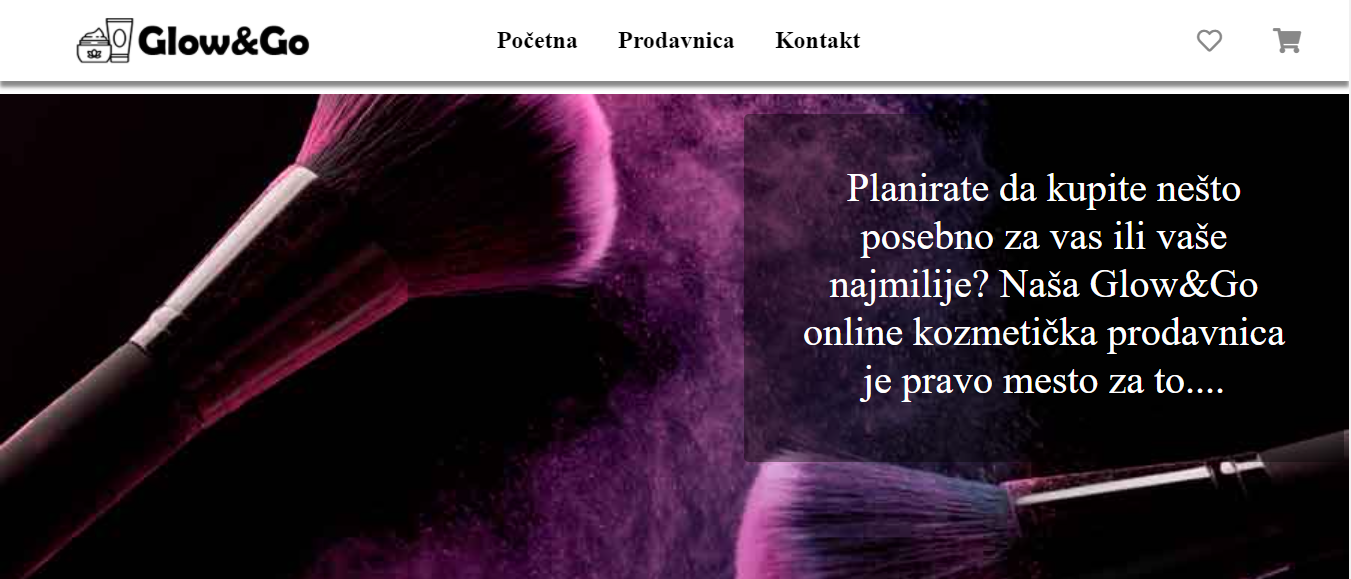 Glow&Go
Početna Prodavnica Kontakt
Planirate da kupite nešto
posebno za vas ili vaše
najmilije? Naša Glow&Go
online kozmetička prodavnica
je pravo mesto za to....